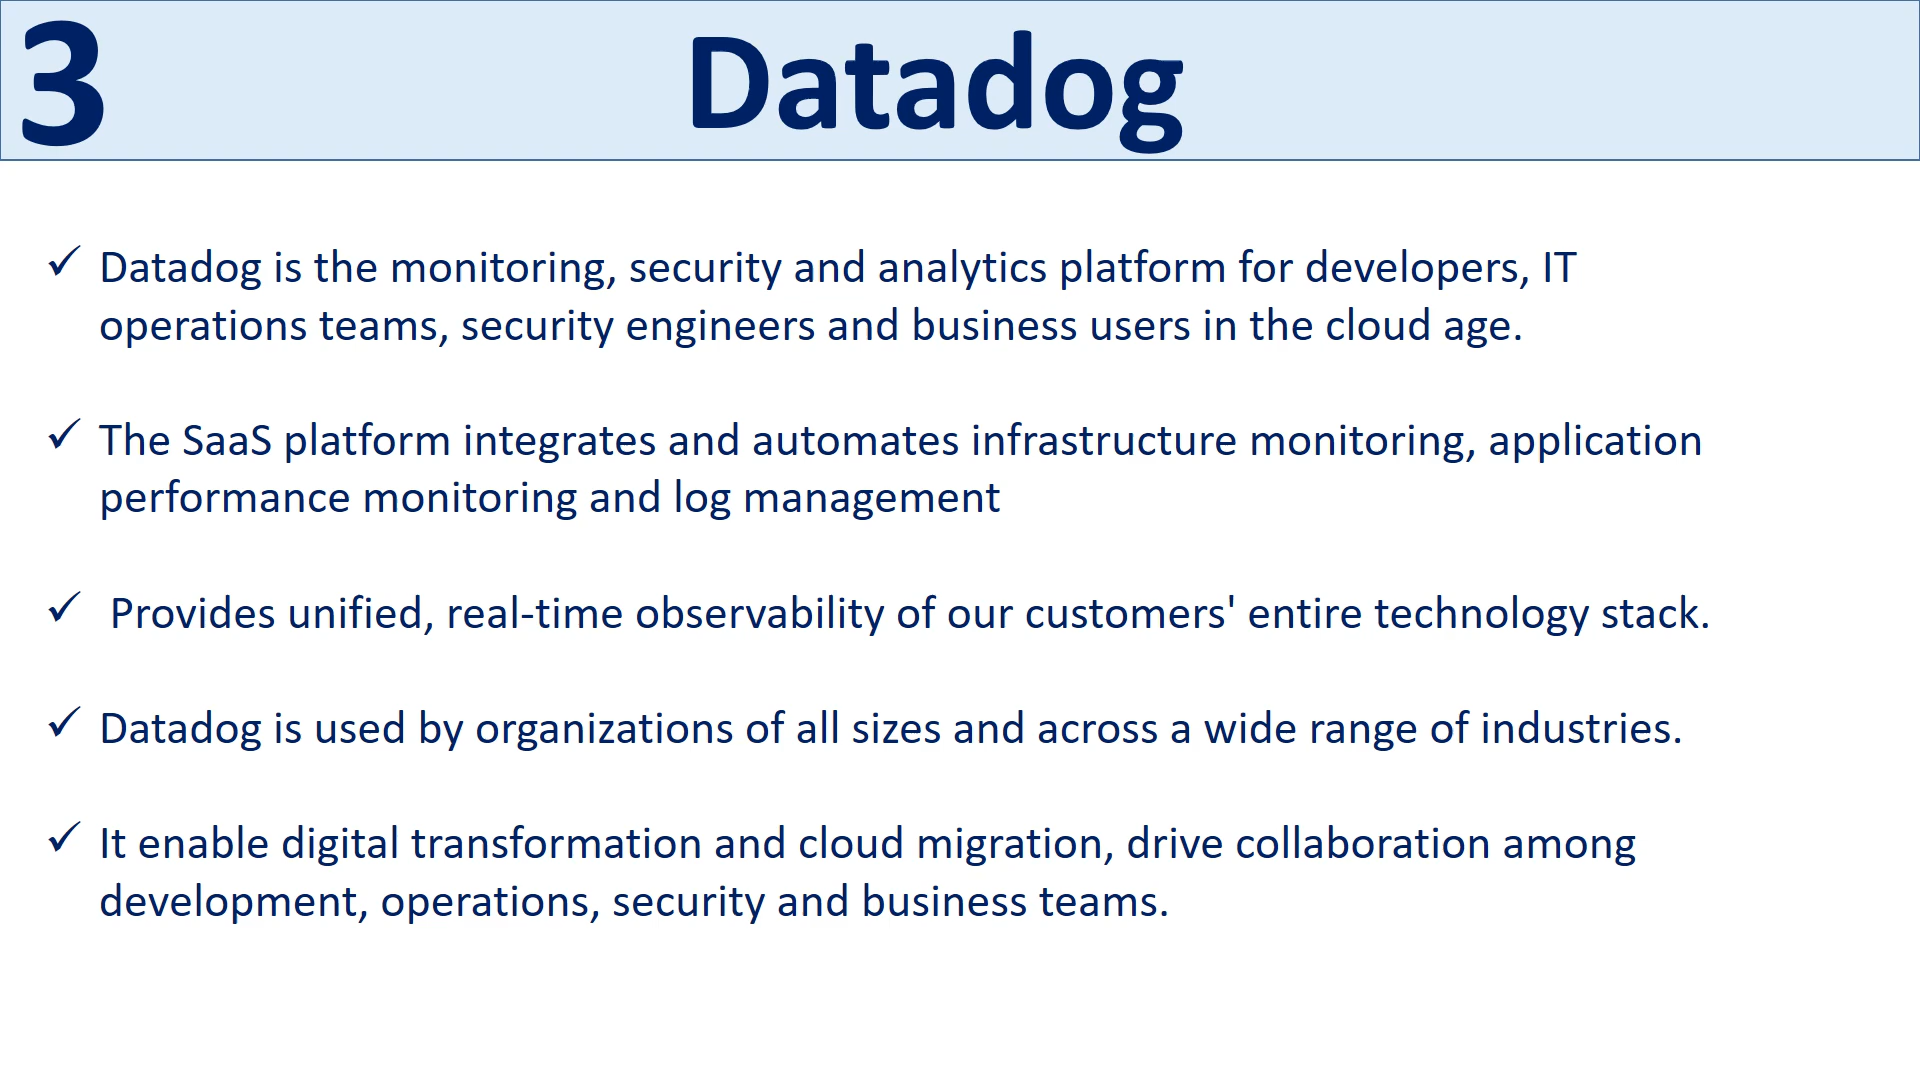 3
Datadog
✓ Datadog is the monitoring, security and analytics platform for developers, IT
operations teams, security engineers and business users in the cloud age.
✓ The SaaS platform integrates and automates infrastructure monitoring, application
performance monitoring and log management
✓ Provides unified, real-time observability of our customers' entire technology stack.
✓ Datadog is used by organizations of all sizes and across a wide range of industries.
✓ It enable digital transformation and cloud migration, drive collaboration among
development, operations, security and business teams.